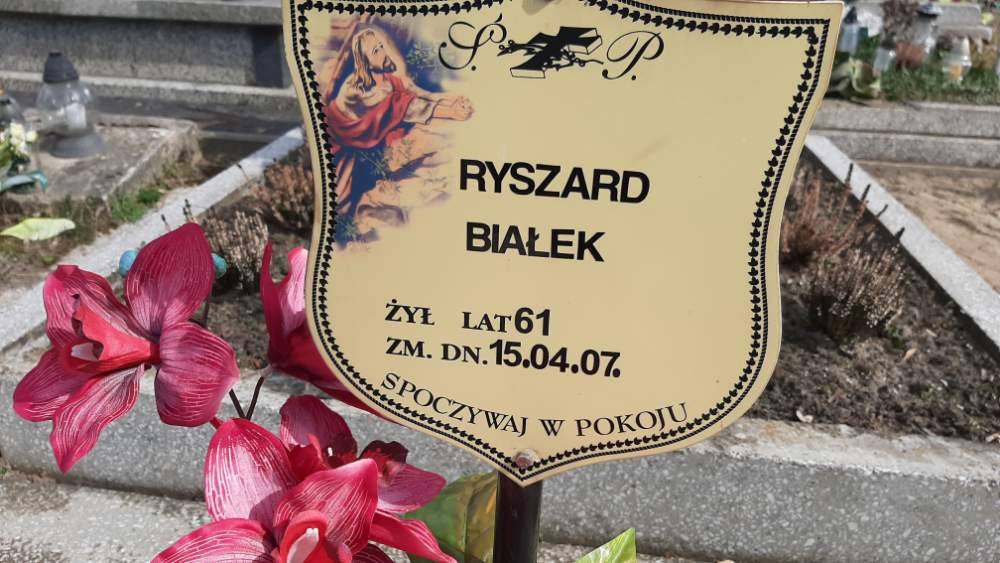 Ś. P.
RYSZARD
BIAŁEK
ŻYŁ LAT 61
ZM. DN. 15.04.07.
SPOCZYWAJ W POKOJU